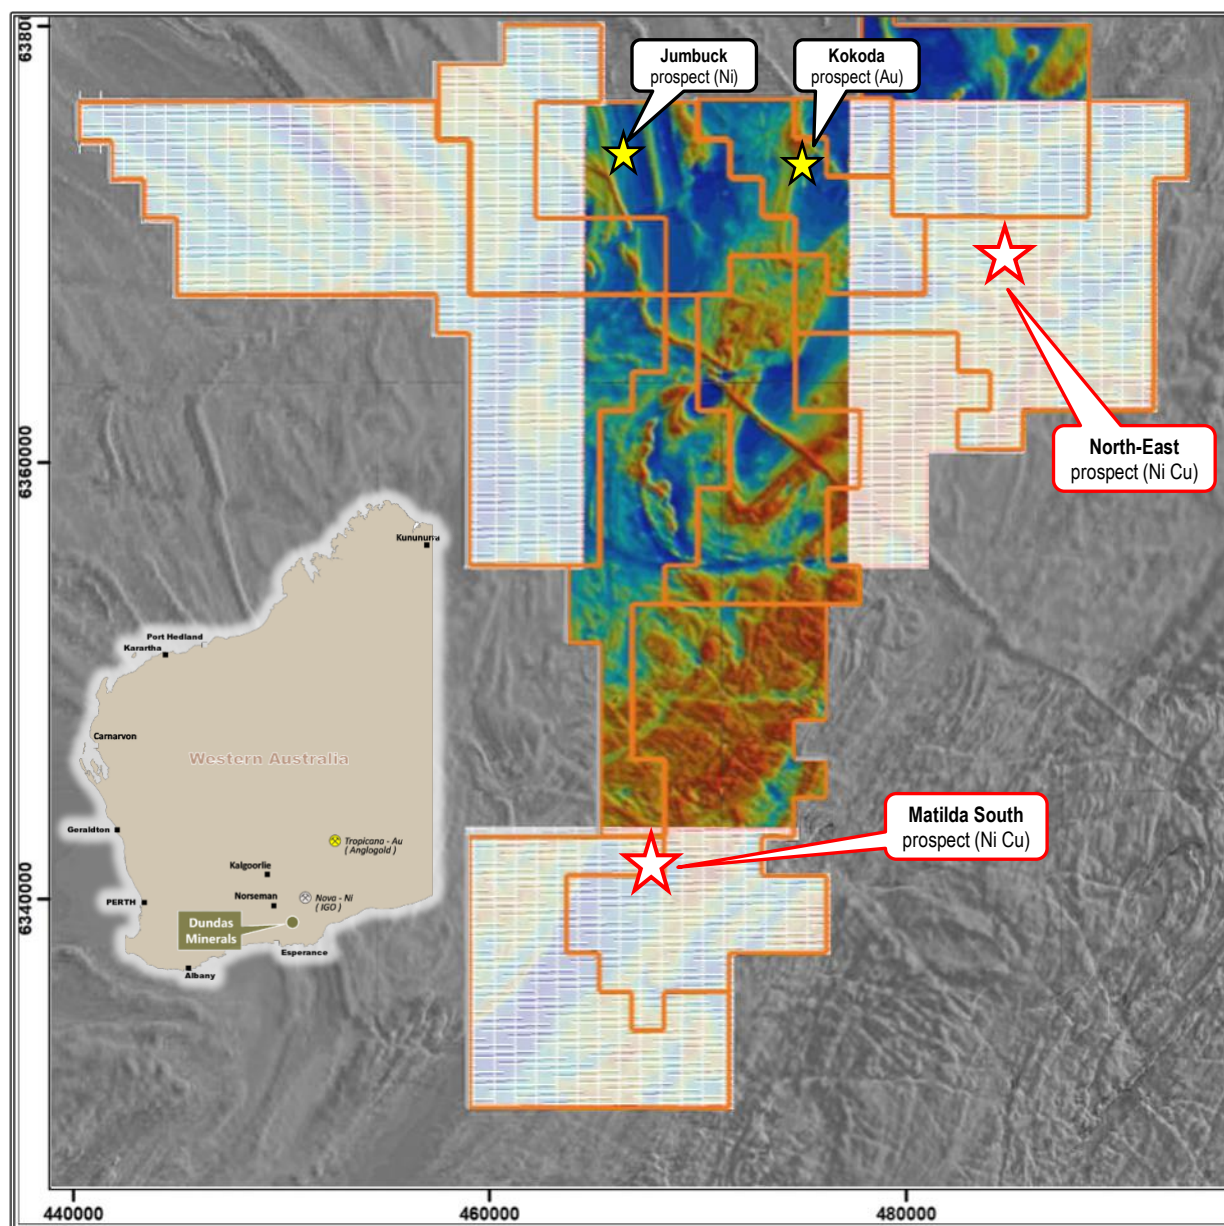 63800
Jumbuck
prospect (Ni)
Kokoda
prospect (Au)
North-East
prospect (Ni Cu)
6360000
Kununurra
Port Hedland
Karartha
Carnarvon
Western Australia
Geraldton
Tropicana - Au
( Anglogold )
Kalgoorlie
PERTH
Norseman
Nova - Ni
( IGO )
Dundas
Minerals
Esperance
Albany
Matilda South
prospect (Ni Cu)
6340000
440000
460000
480000